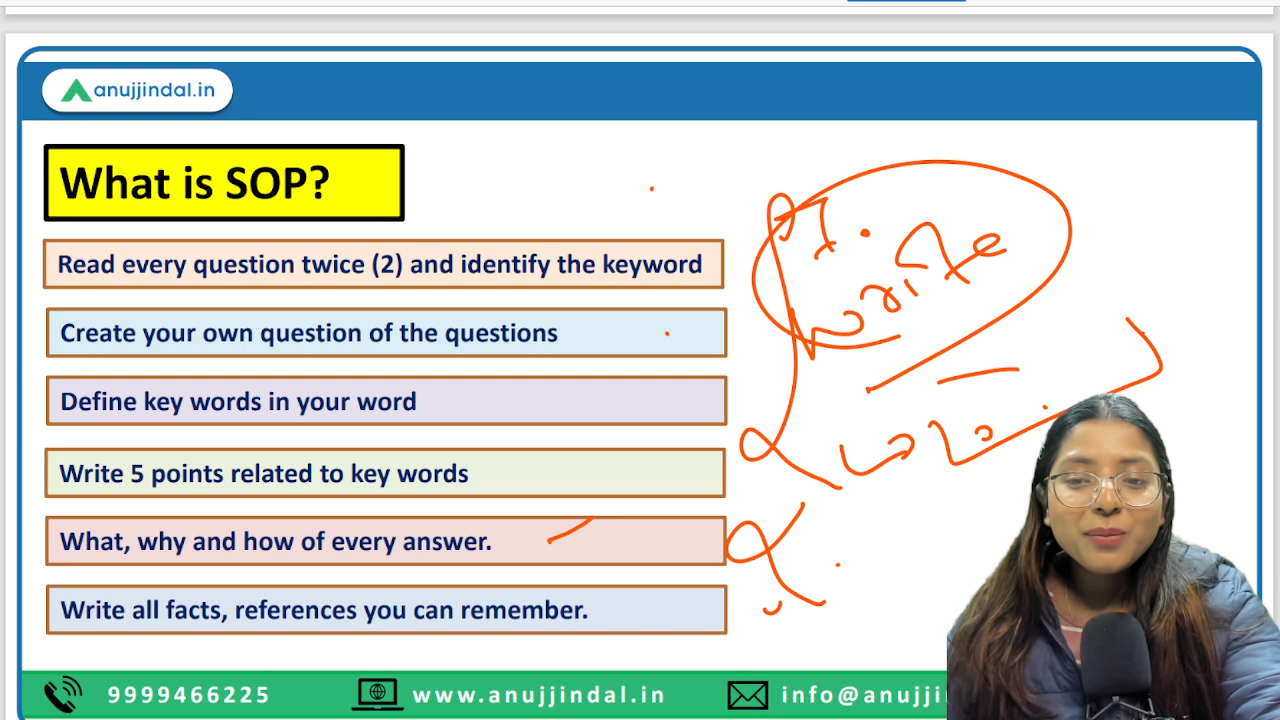 anujjindal.in
What is SOP?
Read every question twice (2) and identify the keyword
Create your own question of the questions
Define key words in your word
Write 5 points related to key words
What, why and how of every answer.
Write all facts, references you can remember.
write
9999466225
www.anujjindal.in
info@anujji